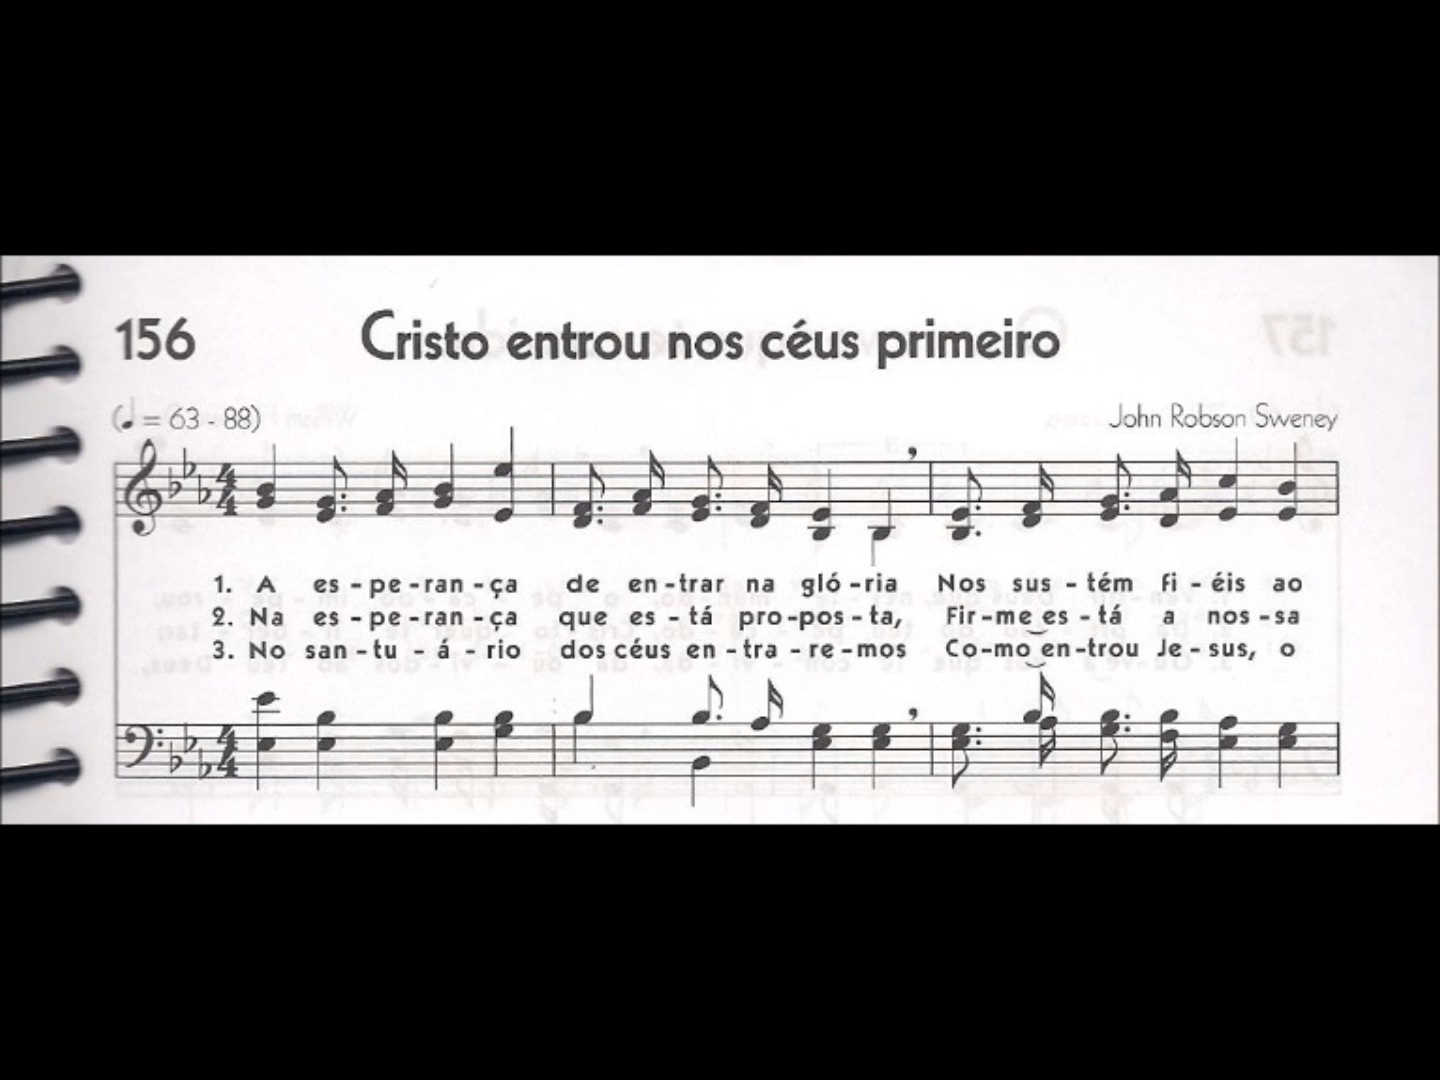 156 Cristo entrou nos céus primeiro
(♩ = 63 - 88) John Robson Sweney
1. A es - pe - ran - ça de en - trar na gló - ria Nos sus - tém fi - éis ao
2. Na es - pe - ran - ça que es - tá pro - pos - ta, Fir - me es - tá a nos - sa
3. No san - tu - á - rio dos céus en - tra - re - mos Co - mo en - trou Je - sus, o